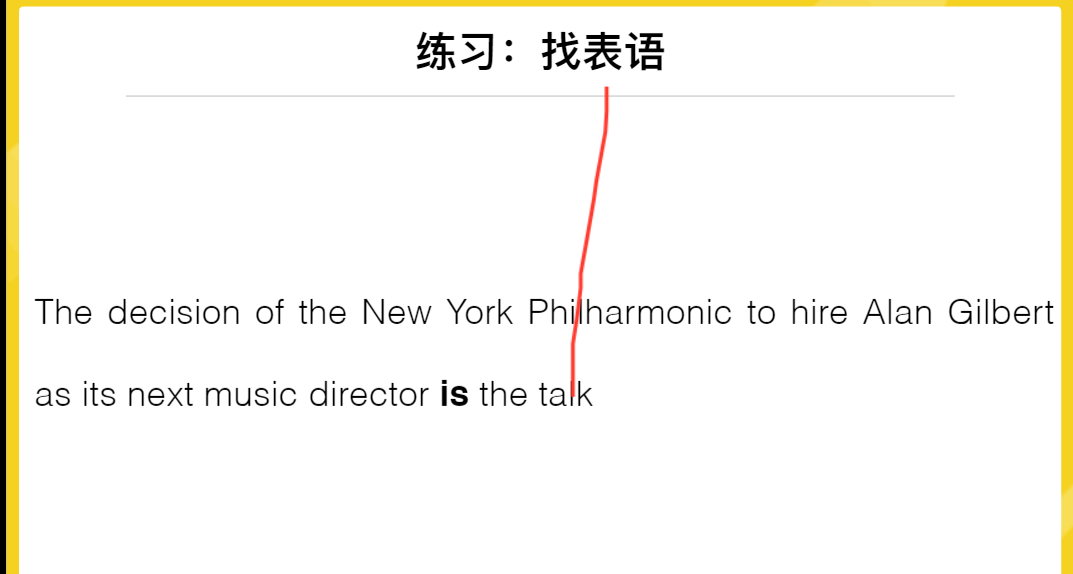 练习：找表语
The decision of the New York Philharmonic to hire Alan Gilbert
as its next music director is the talk